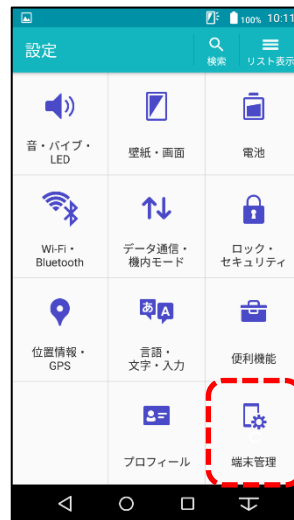 100% 10:11
設定
検索 リスト表示
音・バイブ・
LED
壁紙・画面
電池
Wi-Fi・
Bluetooth
データ通信・
機内モード
ロック・
セキュリティ
位置情報・
GPS
あ A
言語・
文字・入力
便利機能
プロフィール
端末管理